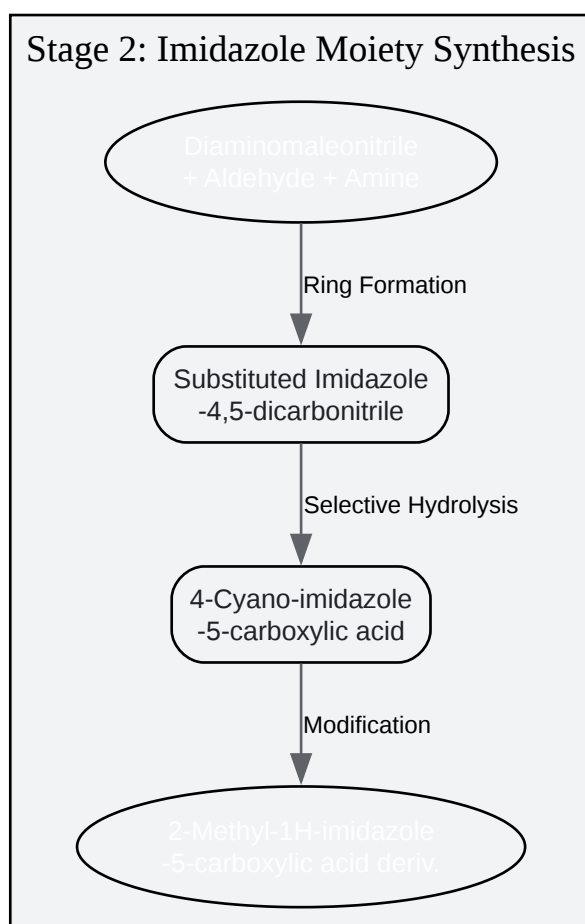 Stage 2: Imidazole Moiety Synthesis
Diaminomaleonitrile
+ Aldehyde + Amine
Ring Formation
Substituted Imidazole
-4,5-dicarbonitrile
Selective Hydrolysis
4-Cyano-imidazole
-5-carboxylic acid
Modification
2-Methyl-1H-imidazole
-5-carboxylic acid deriv.